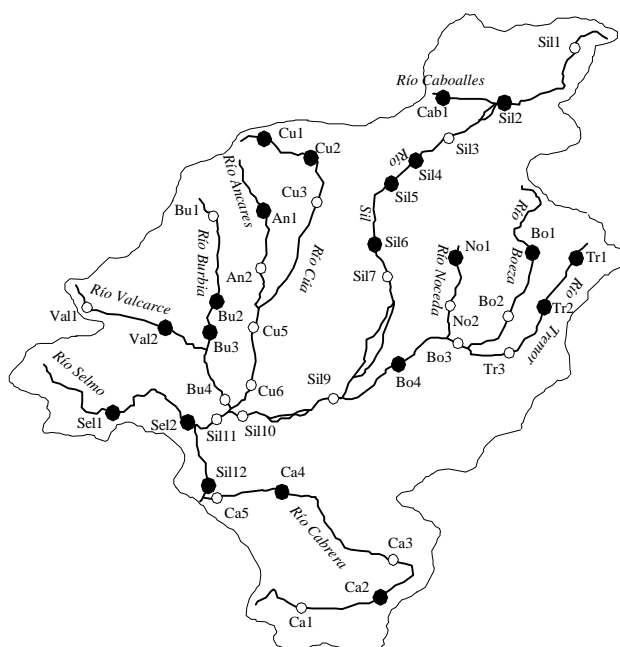 Sil1
Río Caboalles
Cab1
Sil2
Cu1
Sil3
Cu2
Río
Sil4
Río Ancares
Cu3
Sil5
Bu1
An1
Río
Sil
Sil6
No1
Bo1
Tr1
Río Burbia
Río Cúa
Boeza
An2
Sil7
Río Noceda
Río Valcarce
Río
Val1
Bu2
Bo2
Tr2
Val2
Bu3
Cu5
No2
Tremor
Bo3
Río Selmo
Tr3
Bo4
Bu4
Cu6
Sil9
Sel1
Sel2
Sil11
Sil10
Sil12
Ca4
Ca5
Río Cabrera
Ca3
Ca2
Ca1